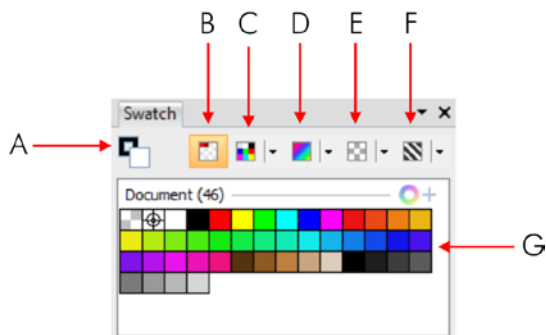 B C D E F
Swatch
A
Document (46)
G